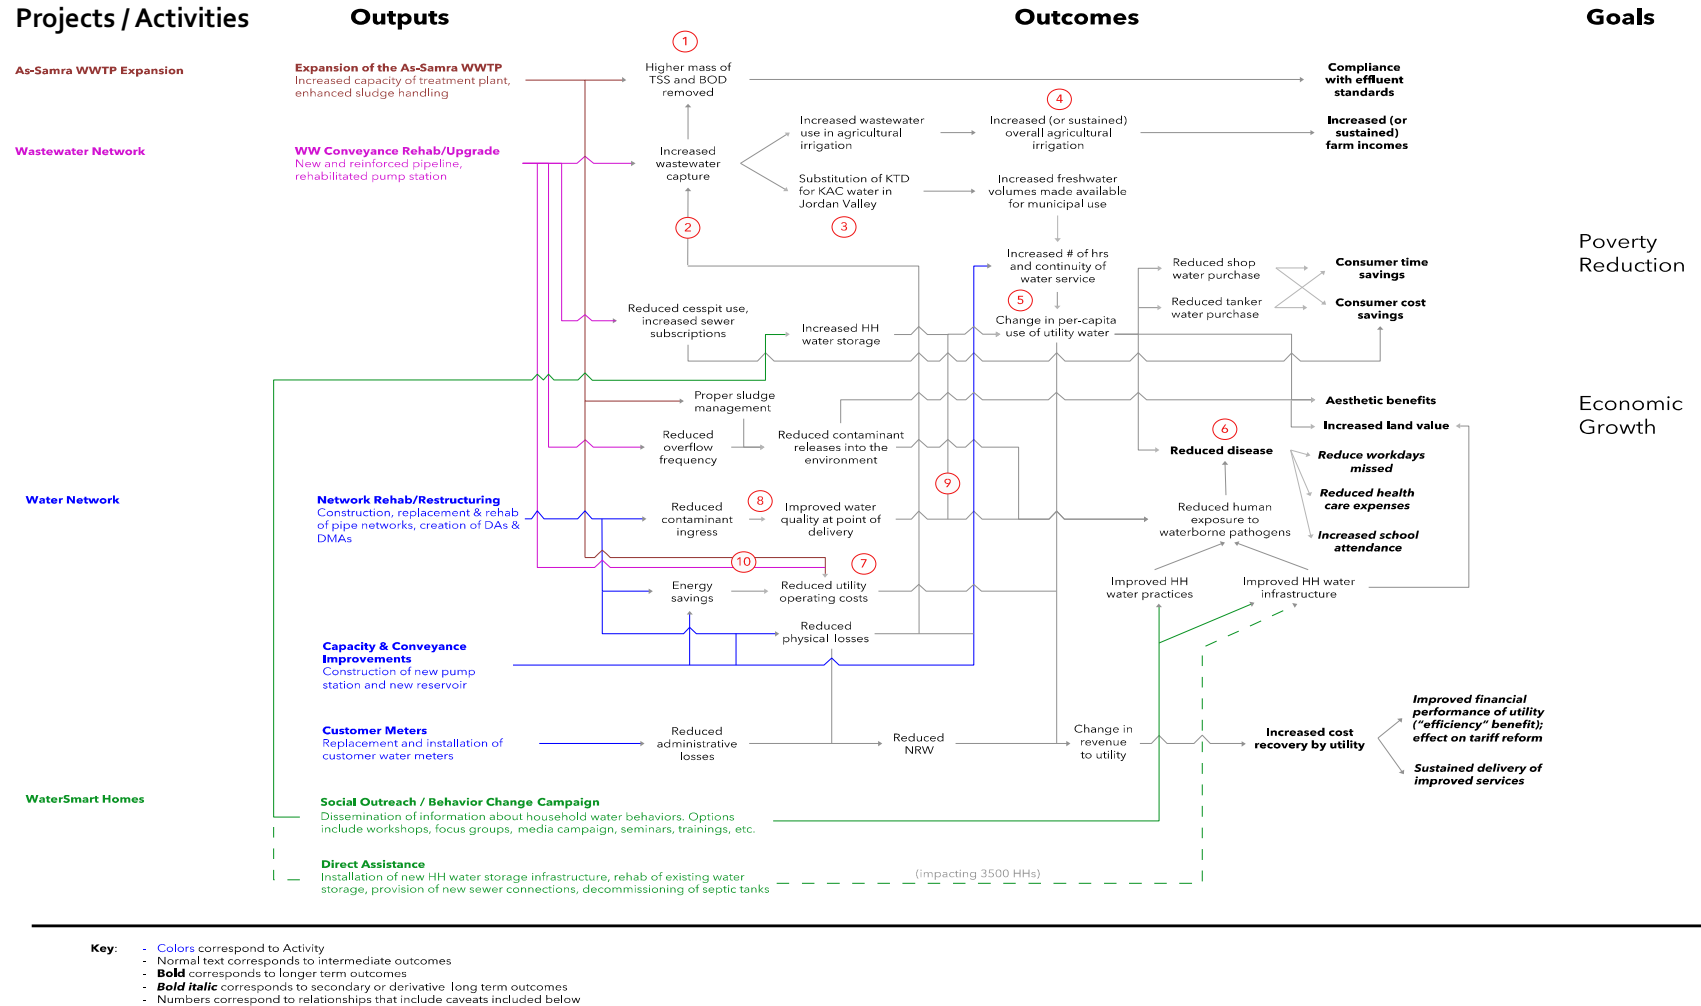 Projects / Activities
Outputs
Outcomes
Goals
As-Samra WWTP Expansion
Expansion of the As-Samra WWTP
Increased capacity of treatment plant,
enhanced sludge handling
1
Higher mass of
TSS and BOD
removed
Compliance
with effluent
standards
Wastewater Network
WW Conveyance Rehab/Upgrade
New and reinforced pipeline,
rehabilitated pump station
Increased
wastewater
capture
Increased wastewater
use in agricultural
irrigation
4
Increased (or sustained)
overall agricultural
irrigation
Increased (or
sustained)
farm incomes
Substitution of KTD
for KAC water in
Jordan Valley
3
Increased freshwater
volumes made available
for municipal use
2
Increased # of hrs
and continuity of
water service
Reduced shop
water purchase
Consumer time
savings
Poverty
Reduction
Reduced cesspit use,
increased sewer
subscriptions
Increased HH
water storage
5
Change in per-capita
use of utility water
Reduced tanker
water purchase
Consumer cost
savings
Proper sludge
management
Aesthetic benefits
Economic
Growth
Reduced
overflow
frequency
Reduced contaminant
releases into the
environment
6
Reduced disease
Increased land value
Reduce workdays
missed
Reduced health
care expenses
Increased school
attendance
Water Network
Network Rehab/Restructuring
Construction, replacement & rehab
of pipe networks, creation of DAs &
DMAs
Reduced
contaminant
ingress
8
Improved water
quality at point of
delivery
9
Reduced human
exposure to
waterborne pathogens
10
7
Energy
savings
Reduced utility
operating costs
Improved HH
water practices
Improved HH water
infrastructure
Reduced
physical losses
Capacity & Conveyance
Improvements
Construction of new pump
station and new reservoir
Customer Meters
Replacement and installation of
customer water meters
Reduced
administrative
losses
Reduced
NRW
Change in
revenue
to utility
Increased cost
recovery by utility
Improved financial
performance of utility
("efficiency" benefit);
effect on tariff reform
Sustained delivery of
improved services
WaterSmart Homes
Social Outreach / Behavior Change Campaign
Dissemination of information about household water behaviors. Options
include workshops, focus groups, media campaign, seminars, trainings, etc.
Direct Assistance
Installation of new HH water storage infrastructure, rehab of existing water
storage, provision of new sewer connections, decommissioning of septic tanks
(impacting 3500 HHs)
Key:
- Colors correspond to Activity
- Normal text corresponds to intermediate outcomes
- Bold corresponds to longer term outcomes
- Bold italic corresponds to secondary or derivative long term outcomes
- Numbers correspond to relationships that include caveats included below